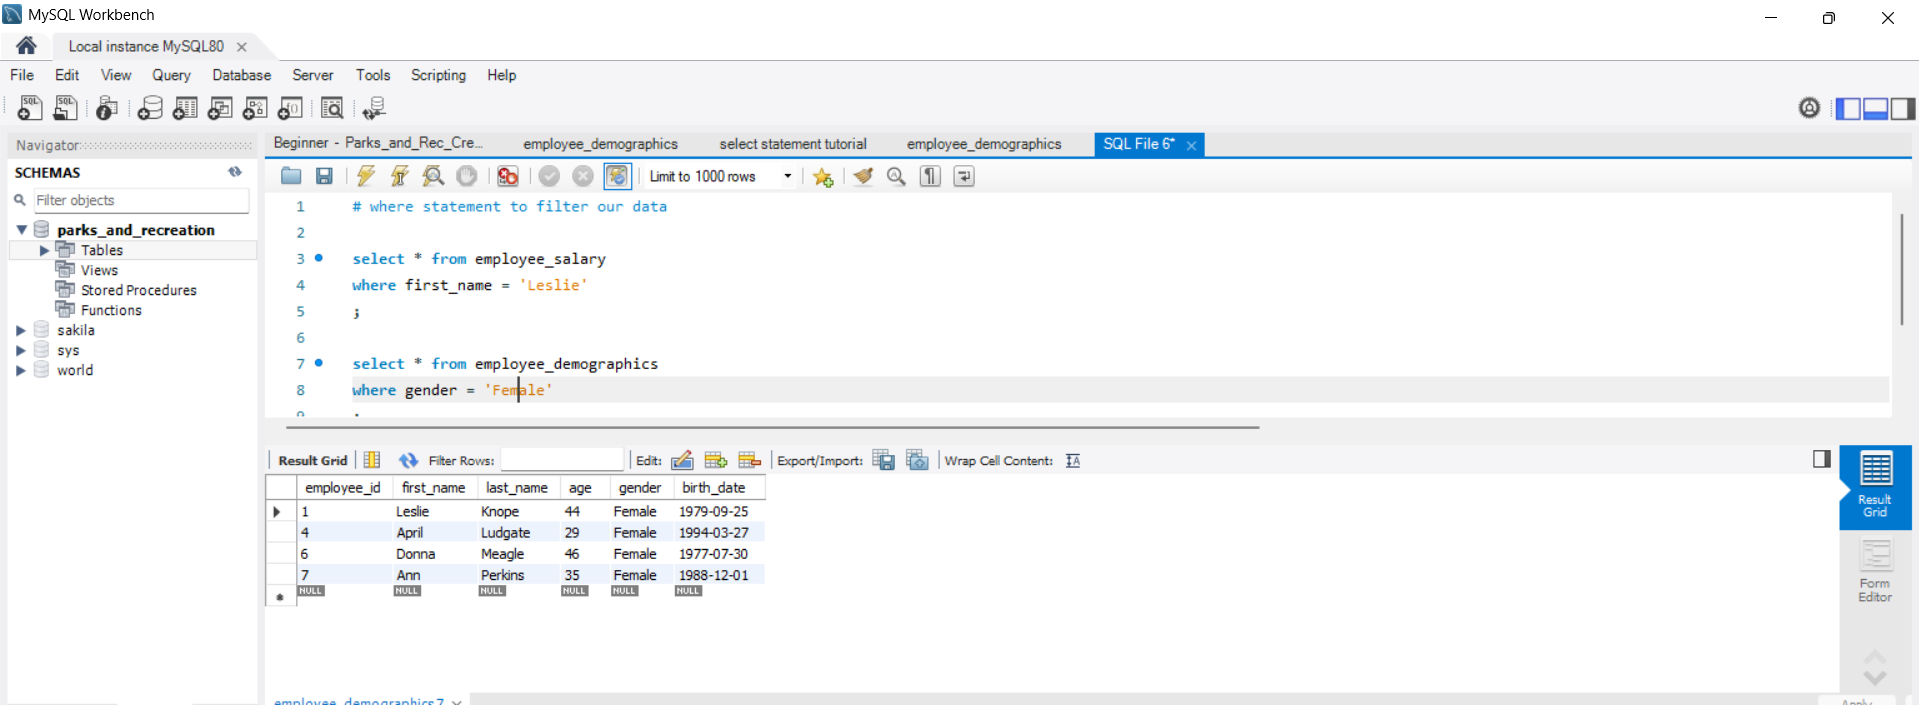 MySQL Workbench
Local instance MySQL80
File Edit View Query Database Server Tools Scripting Help
Navigator
SCHEMAS
Filter objects
parks_and_recreation
Tables
Views
Stored Procedures
Functions
sakila
sys
world
Beginner - Parks_and_Rec_Cre... employee_demographics select statement tutorial employee_demographics SQL File 6*
Limit to 1000 rows
1 # where statement to filter our data
2
3 select * from employee_salary
4 where first_name = 'Leslie'
5 ;
6
7 select * from employee_demographics
8 where gender = 'Female'
9 ;
Result Grid Filter Rows: Edit: Export/Import: Wrap Cell Content:
employee_id first_name last_name age gender birth_date
1 Leslie Knope 44 Female 1979-09-25
4 April Ludgate 29 Female 1994-03-27
6 Donna Meagle 46 Female 1977-07-30
7 Ann Perkins 35 Female 1988-12-01
NULL NULL NULL NULL NULL NULL
Result
Grid
Form
Editor
employee_demographics 7
Apply